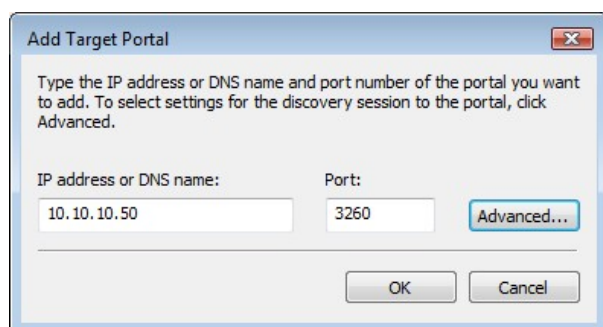 Add Target Portal
Type the IP address or DNS name and port number of the portal you want
to add. To select settings for the discovery session to the portal, click
Advanced.
IP address or DNS name: Port:
10.10.10.50 3260 Advanced...
OK Cancel